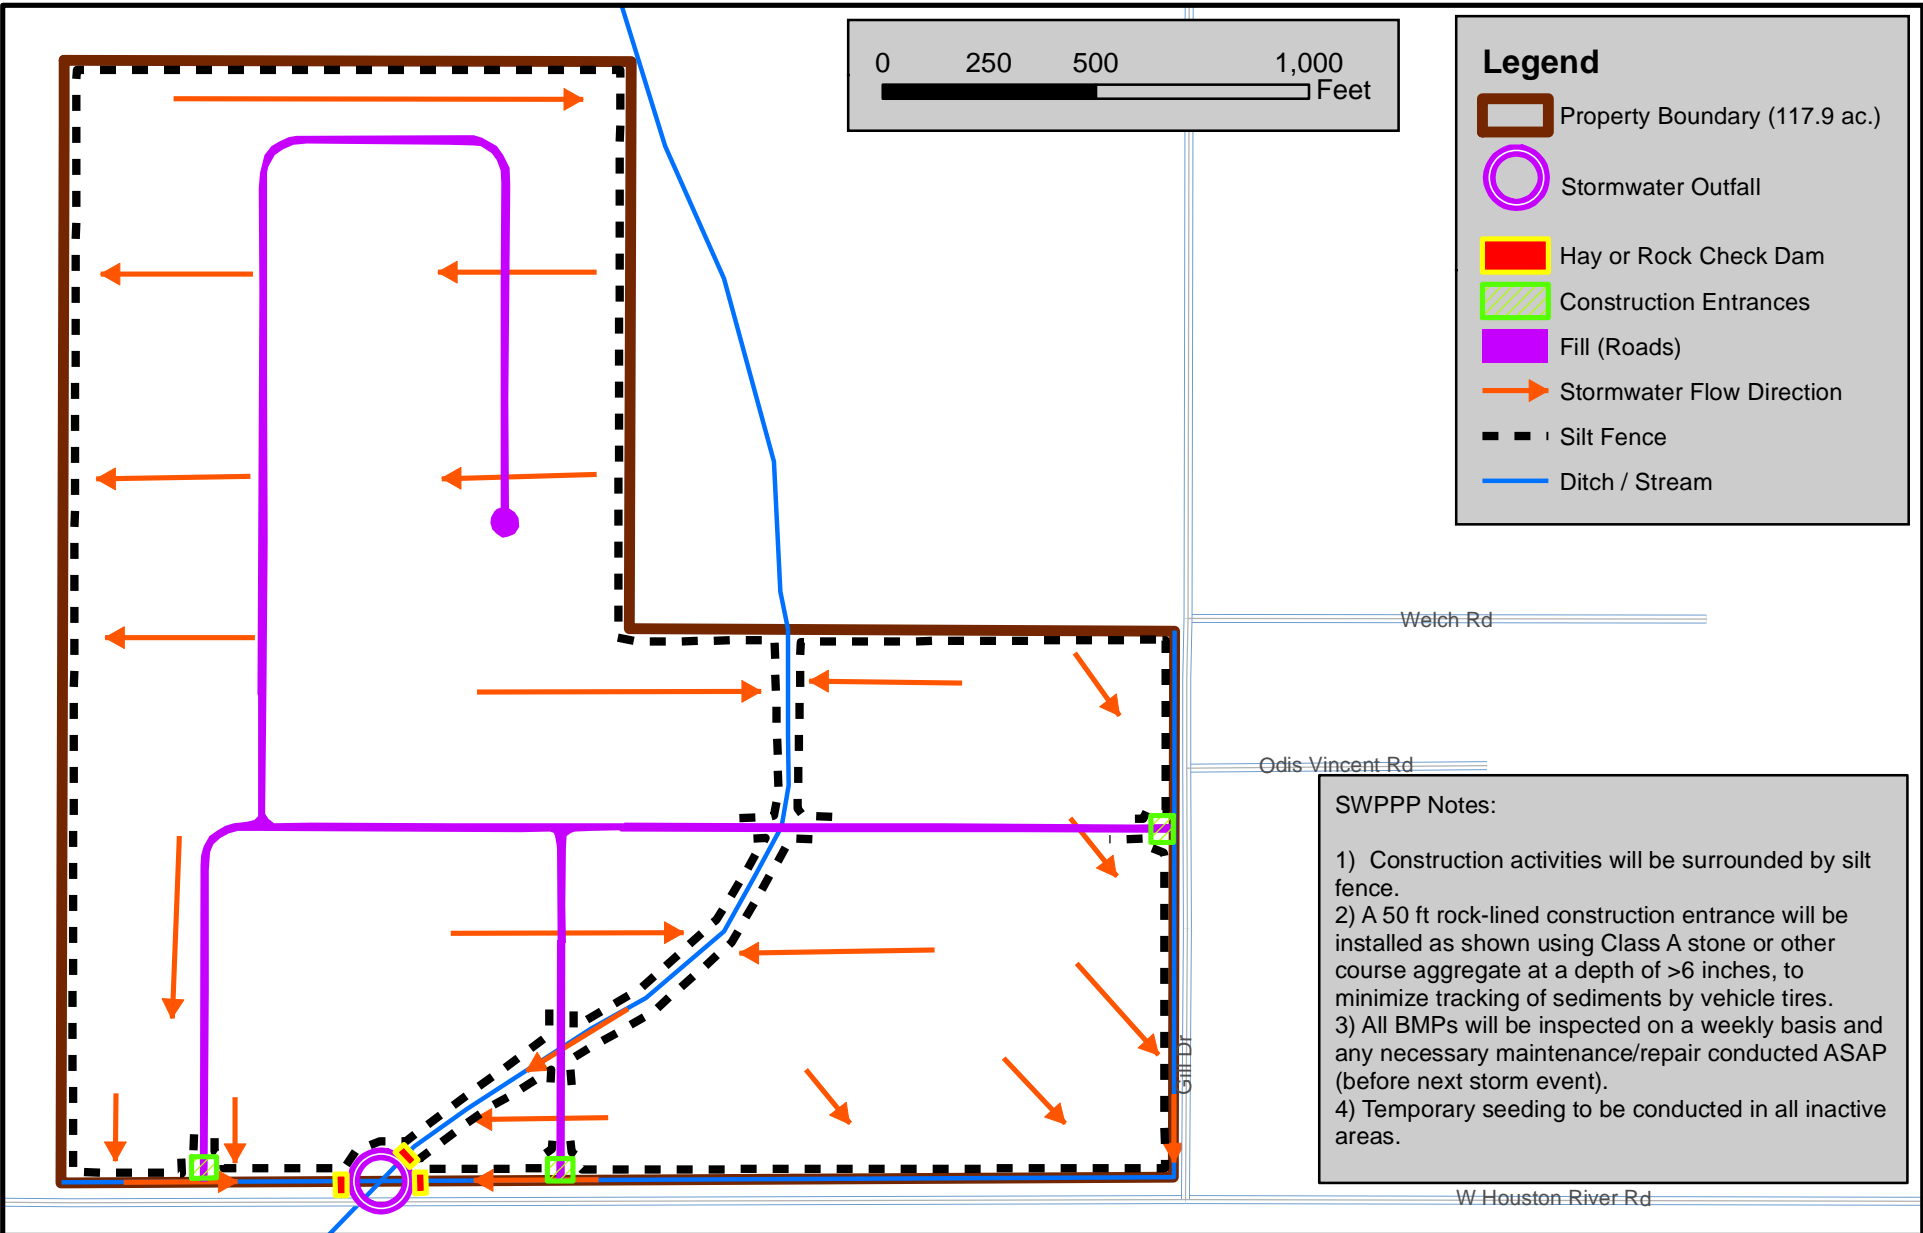 0 250 500 1,000
Feet
Legend
Property Boundary (117.9 ac.)
Stormwater Outfall
Hay or Rock Check Dam
Construction Entrances
Fill (Roads)
Stormwater Flow Direction
Silt Fence
Ditch / Stream
Welch Rd
Odis Vincent Rd
SWPPP Notes:
1) Construction activities will be surrounded by silt
fence.
2) A 50 ft rock-lined construction entrance will be
installed as shown using Class A stone or other
course aggregate at a depth of >6 inches, to
minimize tracking of sediments by vehicle tires.
3) All BMPs will be inspected on a weekly basis and
any necessary maintenance/repair conducted ASAP
(before next storm event).
4) Temporary seeding to be conducted in all inactive
areas.
Gill Dr
W Houston River Rd